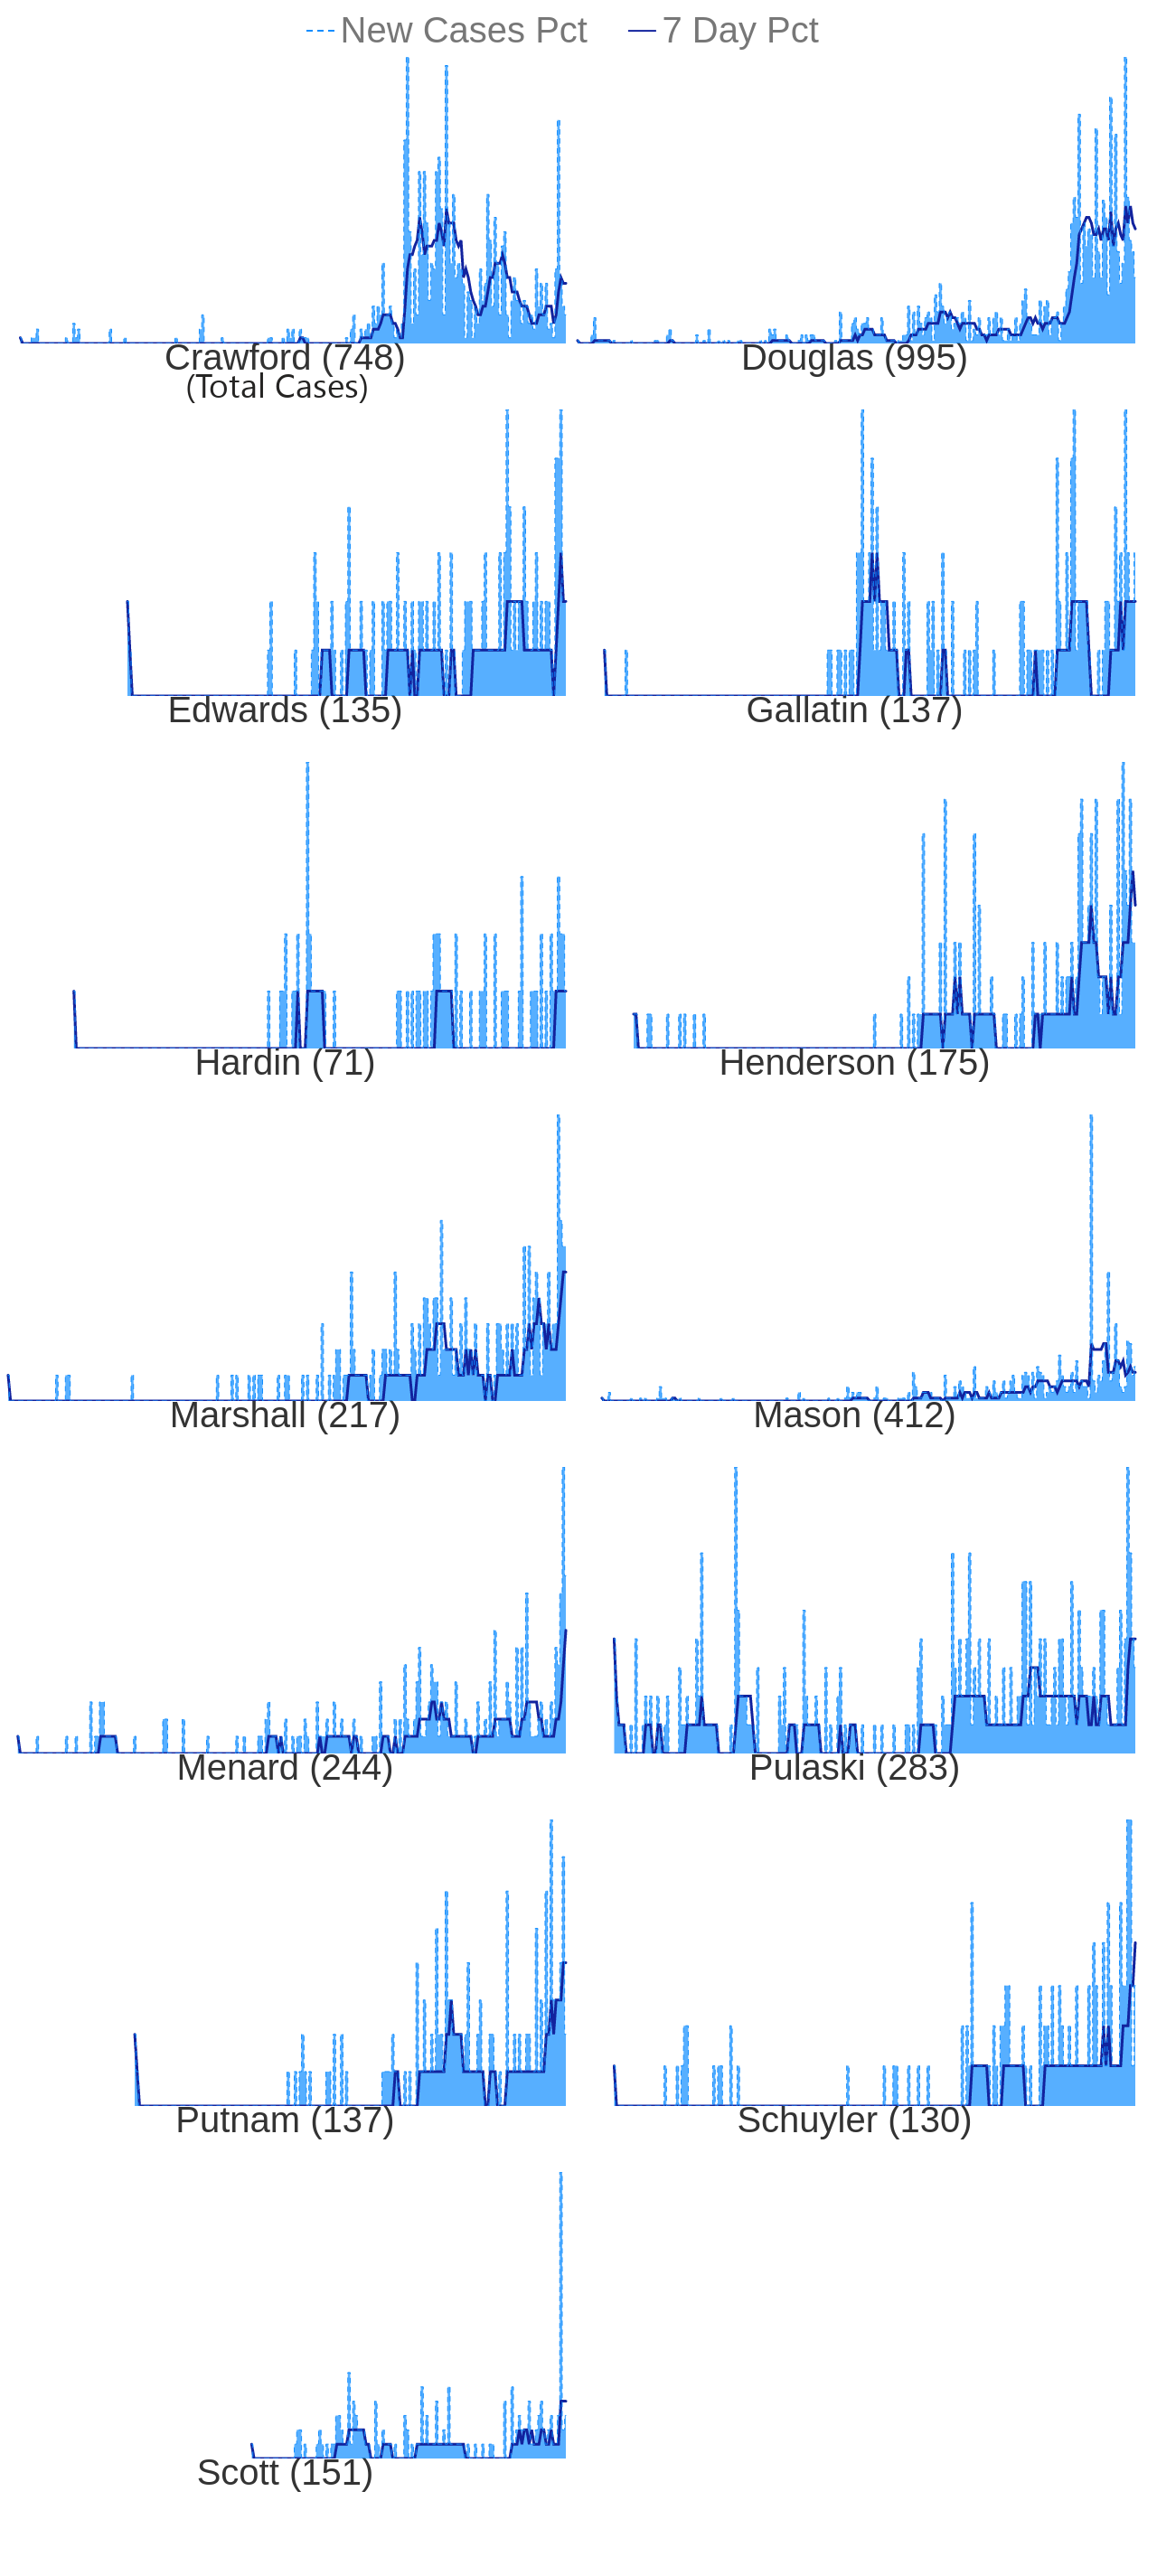 New Cases Pct 7 Day Pct
Crawford (748) Douglas (995)
(Total Cases)
Edwards (135) Gallatin (137)
Hardin (71) Henderson (175)
Marshall (217) Mason (412)
Menard (244) Pulaski (283)
Putnam (137) Schuyler (130)
Scott (151)